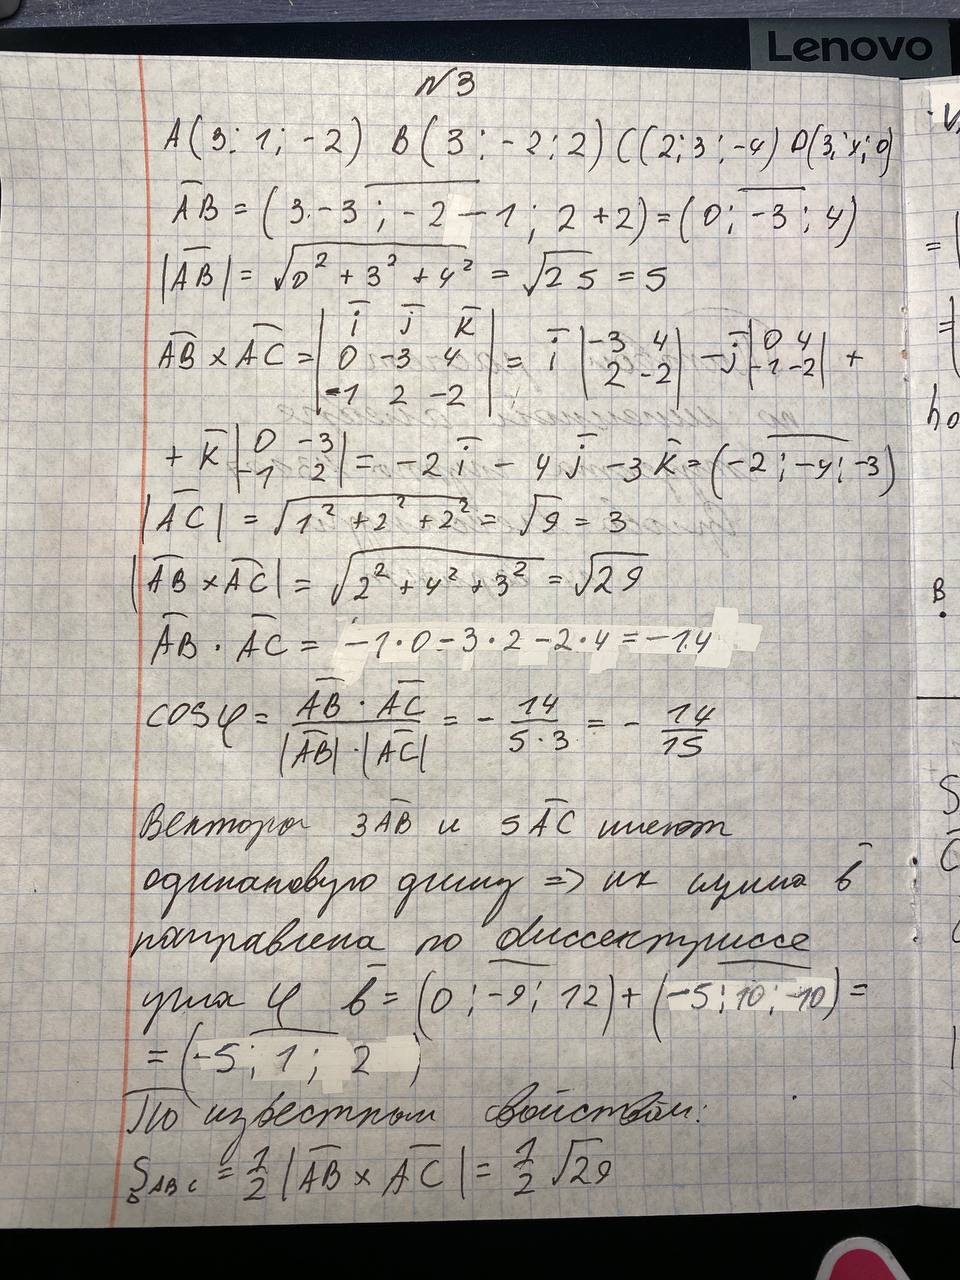 Lenovo
N3
A(3; 1; -2) B(3; -2; 2) C(2; 3; -4) D(3; 4; 0)
AB = (3-3; -2-1; 2+2) = (0; -3; 4)
|AB| = √(0² + 3² + 4²) = √25 = 5
AB × AC = | i j k | 0 -3 4 | -1 2 -2 | = i | -3 4 | 2 -2 | - j | 0 4 | -1 -2 | +
+ k | 0 -3 | -1 2 | = -2 i - 4 j - 3 k = (-2; -4; -3)
|AC| = √(1² + 2² + 2²) = √9 = 3
|AB × AC| = √(2² + 4² + 3²) = √29
AB · AC = -1·0 - 3·2 - 2·4 = -14
cos φ = AB · AC / |AB| · |AC| = - 14 / 5·3 = - 14 / 15
Векторы 3AB и 5AC имеют
одинаковую длину => их сумма b
направлена по биссектриссе
угла φ b = (0; -9; 12) + (-5; 10; -10) =
= (-5; 1; 2)
По известным свойствам:
S ABC = 1/2 |AB × AC| = 1/2 √29